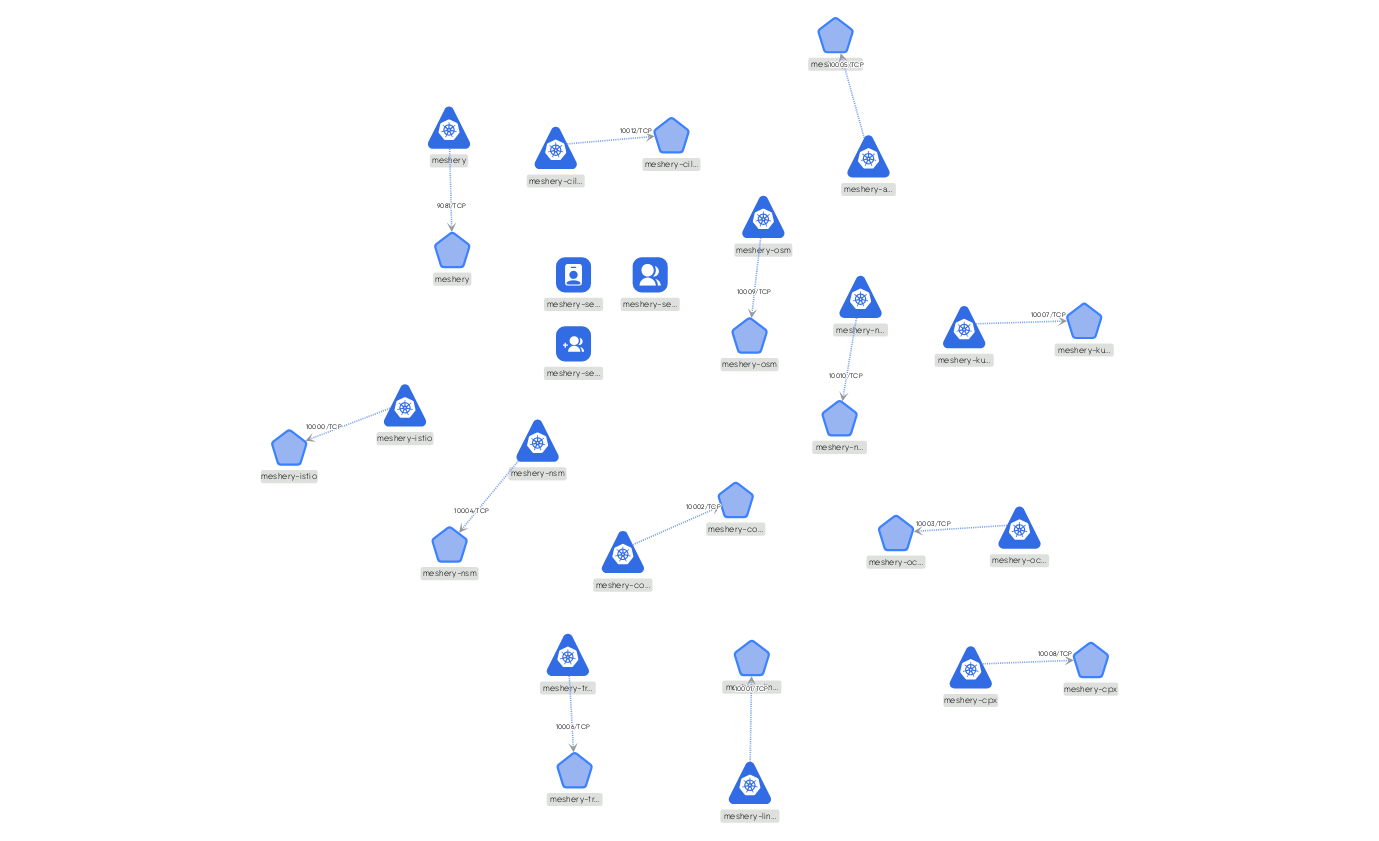 10005/TCP
meshery
10012/TCP
meshery-cil...
meshery-cil...
meshery-a...
9081/TCP
meshery
meshery-osm
meshery-se...
meshery-se...
10009/TCP
meshery-n...
10007/TCP
meshery-ku...
meshery-ku...
meshery-se...
meshery-osm
10010/TCP
10000/TCP
meshery-istio
meshery-n...
meshery-istio
meshery-nsm
10004/TCP
10002/TCP
meshery-co...
10003/TCP
meshery-nsm
meshery-co...
meshery-oc...
meshery-oc...
meshery-tr...
10001/TCP
10008/TCP
meshery-cpx
meshery-cpx
10006/TCP
meshery-tr...
meshery-lin...